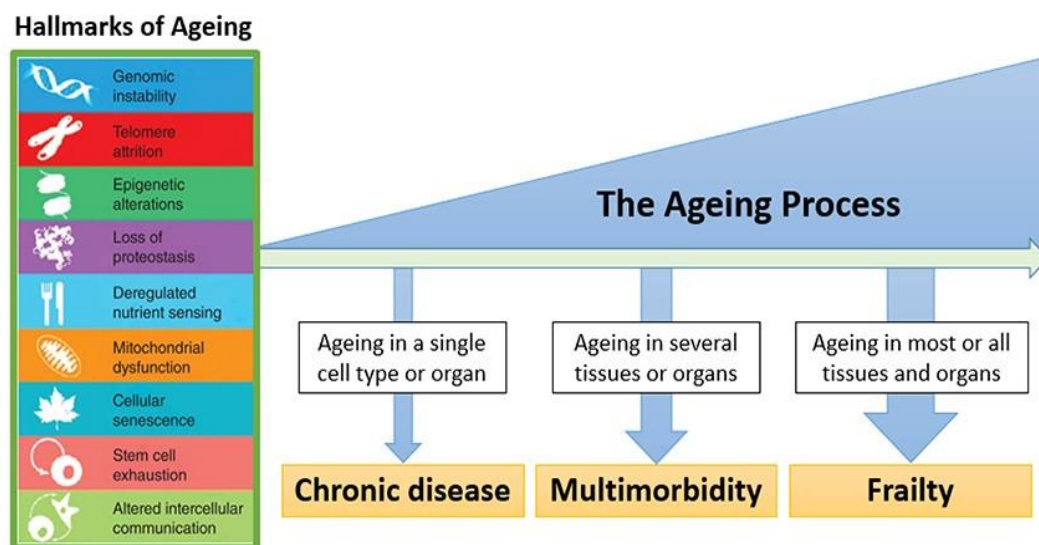 Hallmarks of Ageing
Genomic
instability
Telomere
attrition
Epigenetic
alterations
Loss of
proteostasis
Deregulated
nutrient sensing
Mitochondrial
dysfunction
Cellular
senescence
Stem cell
exhaustion
Altered intercellular
communication
The Ageing Process
Ageing in a single
cell type or organ
Ageing in several
tissues or organs
Ageing in most or all
tissues and organs
Chronic disease
Multimorbidity
Frailty